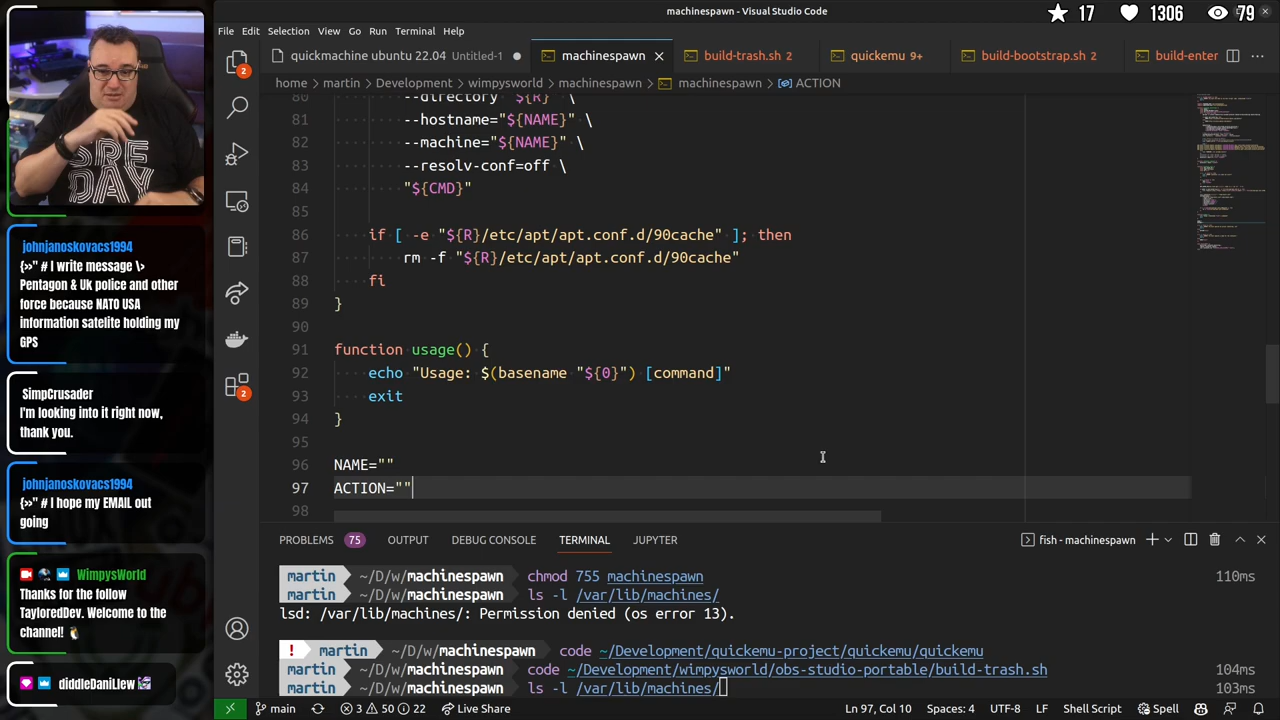 machinespawn - Visual Studio Code
17
1306
79
File Edit Selection View Go Run Terminal Help
quickmachine ubuntu 22.04 Untitled-1
machinespawn
build-trash.sh 2
quickemu 9+
build-bootstrap.sh 2
build-enter
home > martin > Development > wimpysworld > machinespawn > machinespawn > ACTION
80 --directory "${R}" \
81 --hostname="${NAME}" \
82 --machine="${NAME}" \
83 --resolv-conf=off \
84 "${CMD}"
85
86 if [ -e "${R}/etc/apt/apt.conf.d/90cache" ]; then
87 rm -f "${R}/etc/apt/apt.conf.d/90cache"
88 fi
89 }
90
91 function usage() {
92 echo "Usage: $(basename "${0}") [command]"
93 exit
94 }
95
96 NAME=""
97 ACTION=""
98
2
2
SRE
DAY
johnjanoskovacs1994
{»" # I write message \>
Pentagon & Uk police and other
force because NATO USA
information satelite holding my
GPS
SimpCrusader
I'm looking into it right now,
thank you.
johnjanoskovacs1994
{»" # I hope my EMAIL out
going
WimpysWorld
Thanks for the follow
TayloredDev. Welcome to the
channel!
diddleDaniLlew
PROBLEMS 75 OUTPUT DEBUG CONSOLE TERMINAL JUPYTER
fish - machinespawn
martin ~/D/w/machinespawn chmod 755 machinespawn 110ms
martin ~/D/w/machinespawn ls -l /var/lib/machines/
lsd: /var/lib/machines/: Permission denied (os error 13).
! martin ~/D/w/machinespawn code ~/Development/quickemu-project/quickemu/quickemu
martin ~/D/w/machinespawn code ~/Development/wimpysworld/obs-studio-portable/build-trash.sh 104ms
martin ~/D/w/machinespawn ls -l /var/lib/machines/ 103ms
main 3 50 22 Live Share
Ln 97, Col 10 Spaces: 4 UTF-8 LF Shell Script Spell